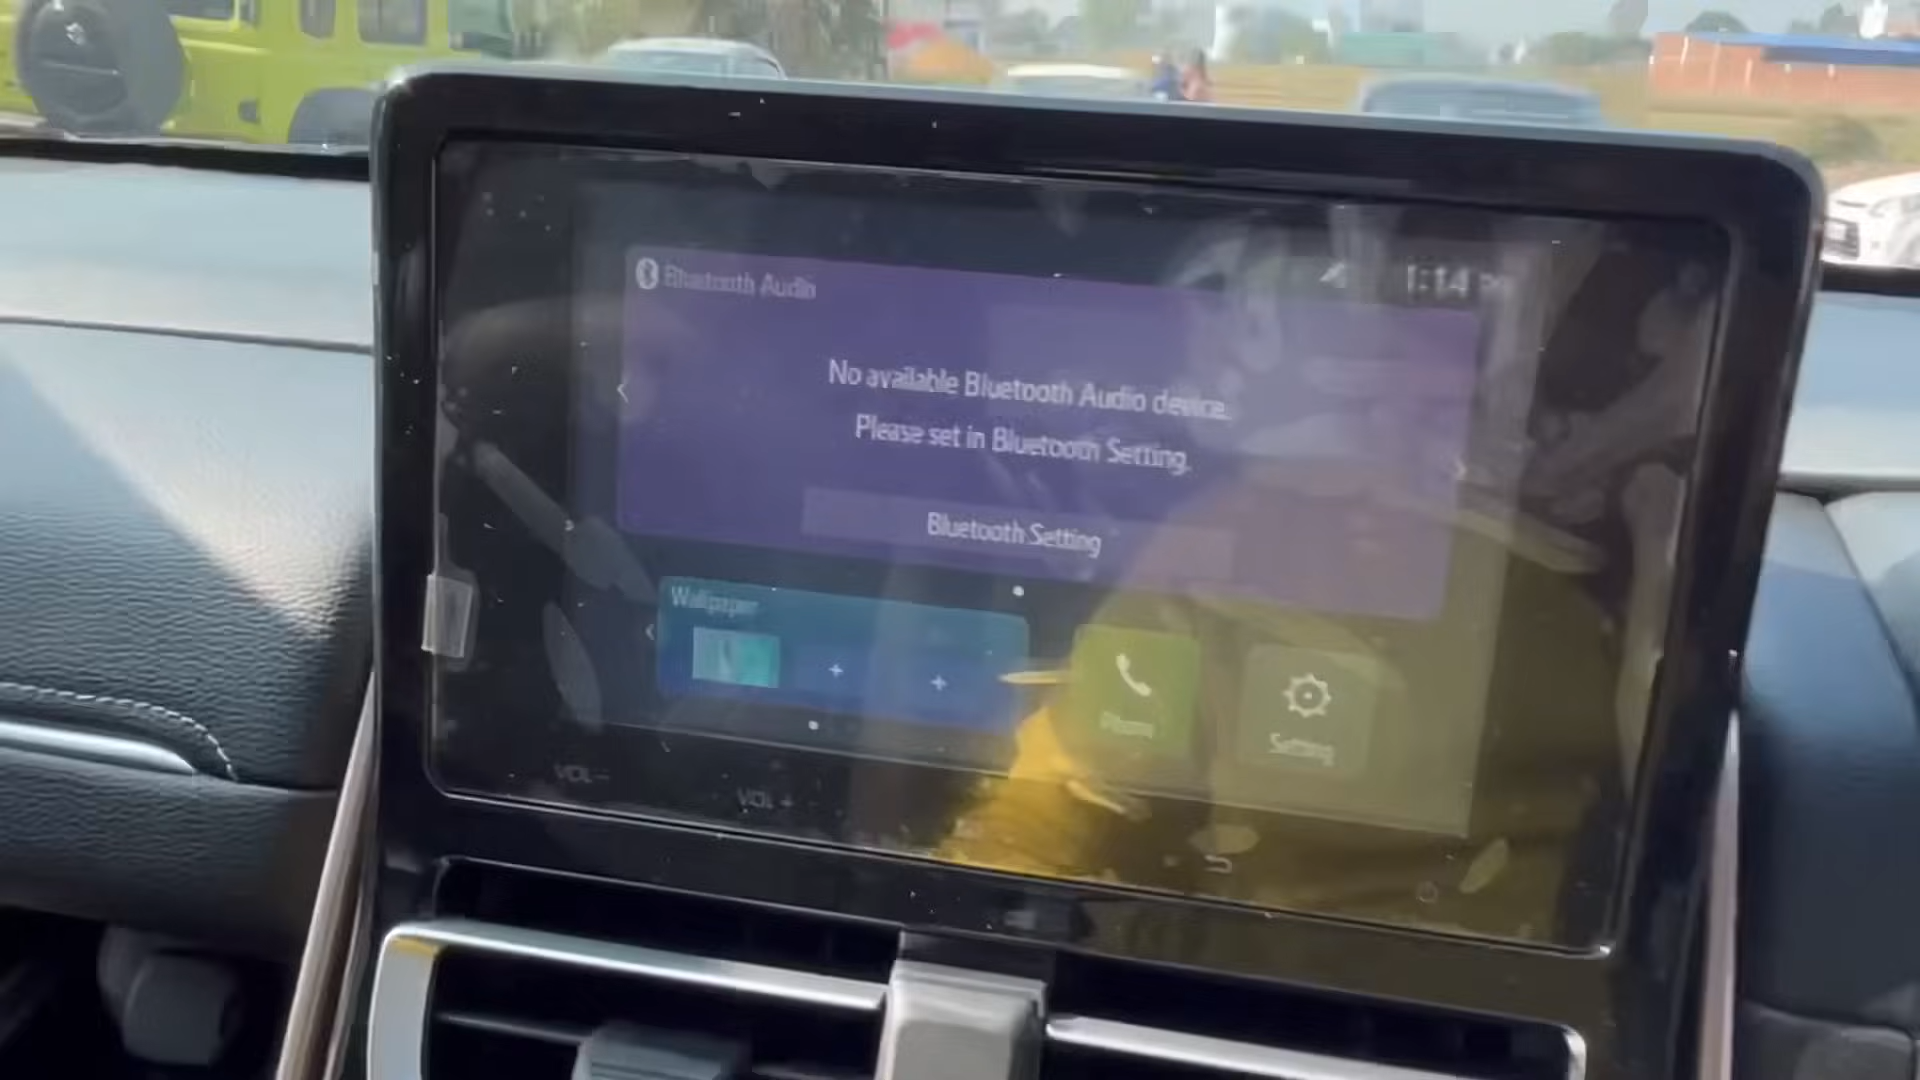 Bluetooth Audio
1:14 PM
No available Bluetooth Audio device.
Please set in Bluetooth Setting.
Bluetooth Setting
Wallpaper
+
+
Phone
Setting
VOL -
VOL +